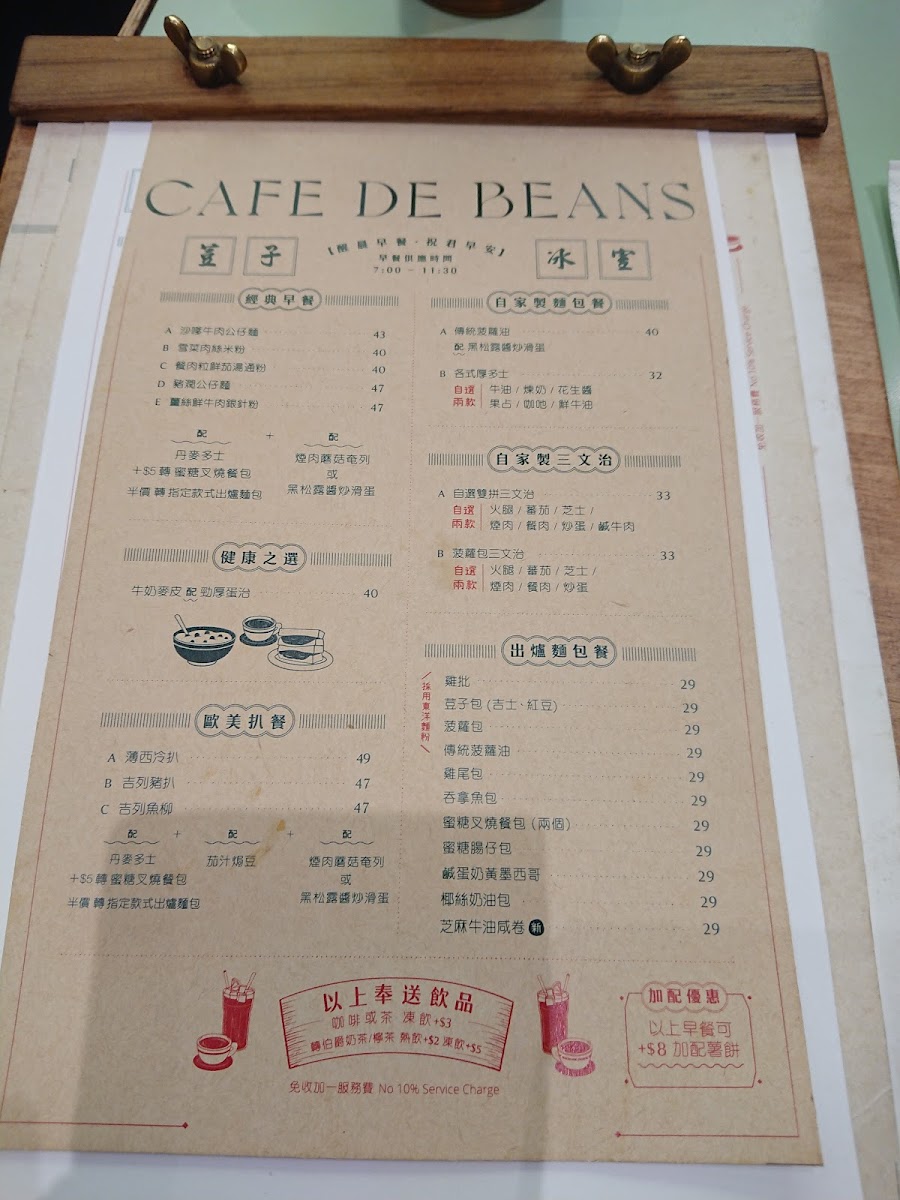 CAFE DE BEANS
荳子 冰室
【釀晨早餐・祝君早安】
早餐供應時間
7:00 - 11:30
經典早餐
A 沙嗲牛肉公仔麵 43
B 雪菜肉絲米粉 40
C 餐肉粒鮮茄湯通粉 40
D 豬潤公仔麵 47
E 薑絲鮮牛肉銀針粉 47
配 + 配
丹麥多士
+$5 轉 蜜糖叉燒餐包
半價 轉 指定款式出爐麵包
煙肉蘑菇奄列
或
黑松露醬炒滑蛋
健康之選
牛奶麥皮 配 勁厚蛋治 40
歐美扒餐
A 薄西冷扒 49
B 吉列豬扒 47
C 吉列魚柳 47
配 + 配 + 配
丹麥多士
+$5 轉 蜜糖叉燒餐包
半價 轉 指定款式出爐麵包
茄汁焗豆
煙肉蘑菇奄列
或
黑松露醬炒滑蛋
自家製麵包餐
A 傳統菠蘿油 40
配 黑松露醬炒滑蛋
B 各式厚多士 32
自選 牛油 / 煉奶 / 花生醬
兩款 果占 / 咖吔 / 鮮牛油
自家製三文治
A 自選雙拼三文治 33
自選 火腿 / 蕃茄 / 芝士 /
兩款 煙肉 / 餐肉 / 炒蛋 / 鹹牛肉
B 菠蘿包三文治 33
自選 火腿 / 蕃茄 / 芝士 /
兩款 煙肉 / 餐肉 / 炒蛋
出爐麵包餐
採用東洋麵粉
雞批 29
荳子包 (吉士、紅豆) 29
菠蘿包 29
傳統菠蘿油 29
雞尾包 29
吞拿魚包 29
蜜糖叉燒餐包 (兩個) 29
蜜糖腸仔包 29
鹹蛋奶黃墨西哥 29
椰絲奶油包 29
芝麻牛油咸卷 新 29
以上奉送飲品
咖啡或茶 凍飲+$3
轉伯爵奶茶/檸茶 熱飲+$2 凍飲+$5
免收加一服務費 No 10% Service Charge
加配優惠
以上早餐可
+$8 加配薯餅